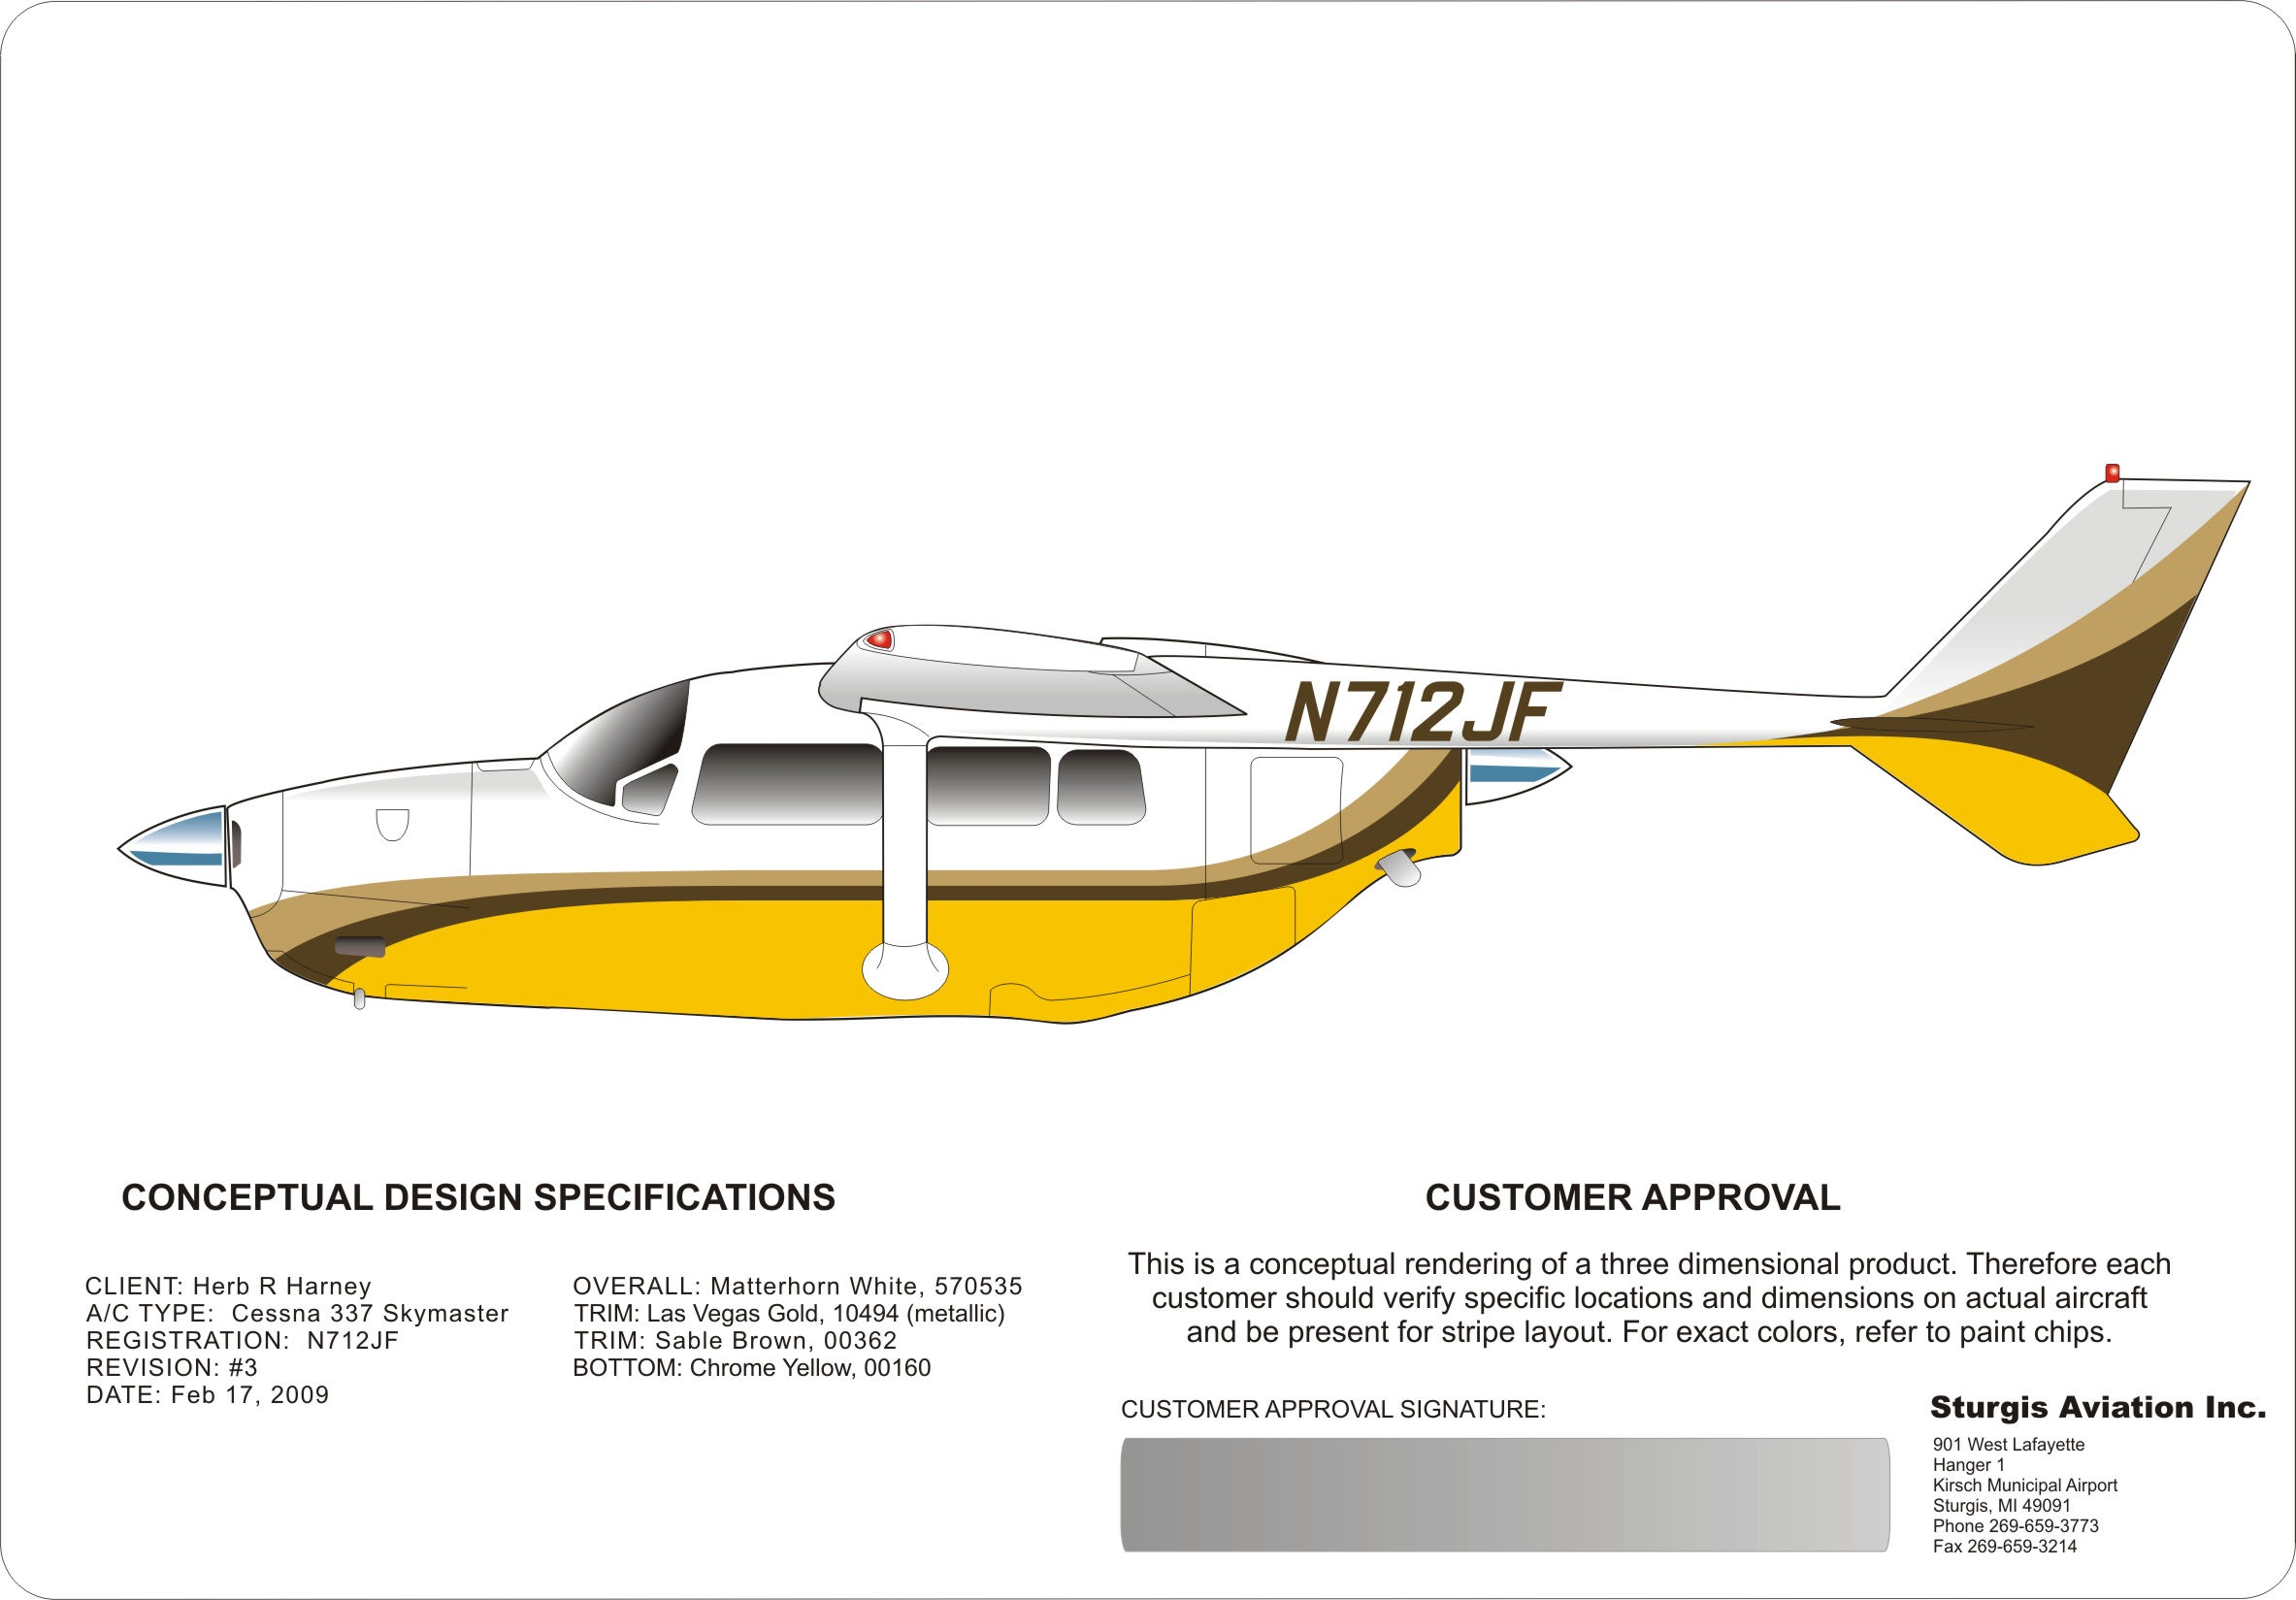 N712JF
CONCEPTUAL DESIGN SPECIFICATIONS
CLIENT: Herb R Harney
A/C TYPE: Cessna 337 Skymaster
REGISTRATION: N712JF
REVISION: #3
DATE: Feb 17, 2009
OVERALL: Matterhorn White, 570535
TRIM: Las Vegas Gold, 10494 (metallic)
TRIM: Sable Brown, 00362
BOTTOM: Chrome Yellow, 00160
CUSTOMER APPROVAL
This is a conceptual rendering of a three dimensional product. Therefore each
customer should verify specific locations and dimensions on actual aircraft
and be present for stripe layout. For exact colors, refer to paint chips.
CUSTOMER APPROVAL SIGNATURE:
Sturgis Aviation Inc.
901 West Lafayette
Hanger 1
Kirsch Municipal Airport
Sturgis, MI 49091
Phone 269-659-3773
Fax 269-659-3214